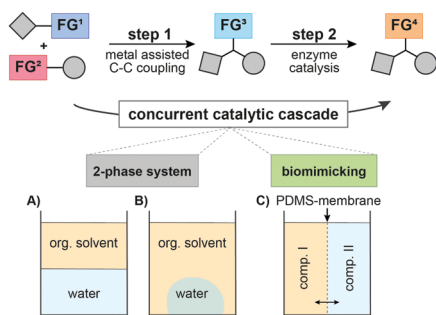 FG¹
+
FG²
step 1
metal assisted
C-C coupling
FG³
step 2
enzyme
catalysis
FG⁴
concurrent catalytic cascade
2-phase system
biomimicking
A)
B)
C) PDMS-membrane
org. solvent
water
org. solvent
water
comp. I
comp. II